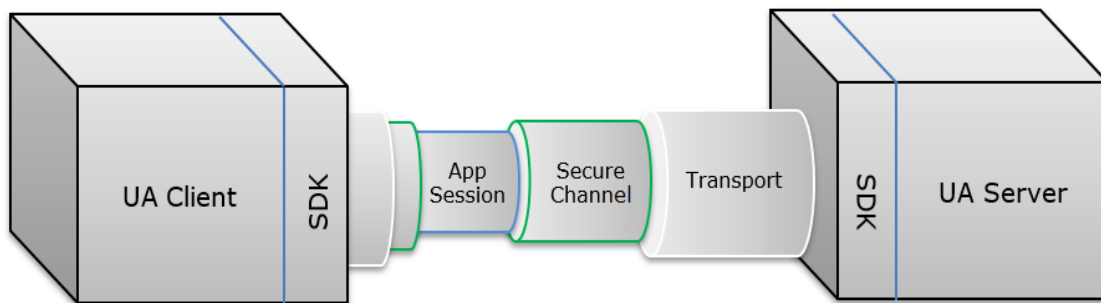 UA Client
SDK
App
Session
Secure
Channel
Transport
SDK
UA Server